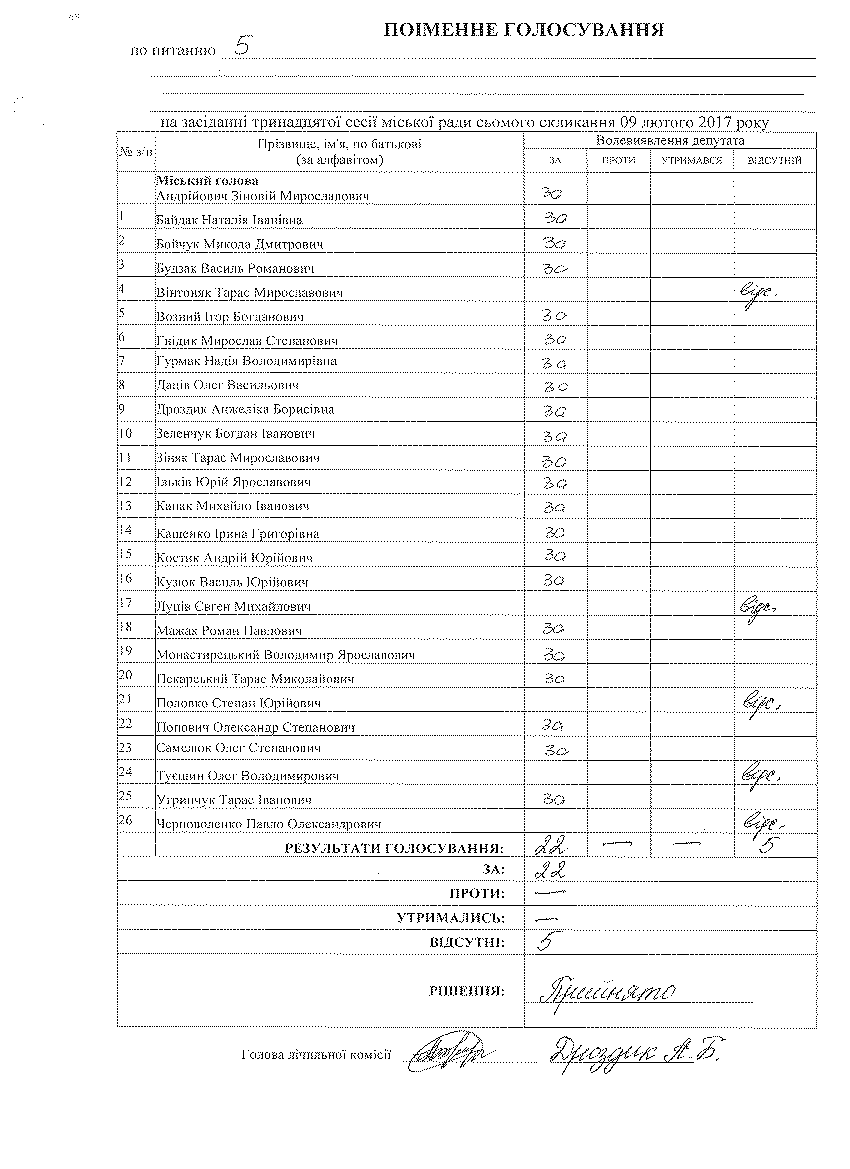 ПОІМЕННЕ ГОЛОСУВАННЯ
по питанню 5
на засіданні тринадцятої сесії міської ради сьомого скликання 09 лютого 2017 року
№ з/п Прізвище, ім'я, по батькові (за алфавітом) Волевиявлення депутата
ЗА ПРОТИ УТРИМАВСЯ ВІДСУТНІЙ
Міський голова
Андрійович Зіновій Мирославович за
1 Байдак Наталія Іванівна за
2 Бойчук Микола Дмитрович за
3 Будзак Василь Романович за
4 Вінтоняк Тарас Мирославович відс.
5 Возний Ігор Богданович за
6 Гнідик Мирослав Степанович за
7 Гурмак Надія Володимирівна за
8 Даців Олег Васильович за
9 Дроздик Анжеліка Борисівна за
10 Зеленчук Богдан Іванович за
11 Зіняк Тарас Мирославович за
12 Ільків Юрій Ярославович за
13 Капак Михайло Іванович за
14 Кащенко Ірина Григорівна за
15 Костик Андрій Юрійович за
16 Кузюк Василь Юрійович за
17 Луців Євген Михайлович відс.
18 Мажак Роман Павлович за
19 Монастирецький Володимир Ярославович за
20 Пекарський Тарас Миколайович за
21 Половко Степан Юрійович відс.
22 Попович Олександр Степанович за
23 Самелюк Олег Степанович за
24 Туєшин Олег Володимирович відс.
25 Угринчук Тарас Іванович за
26 Черноволенко Павло Олександрович відс.
РЕЗУЛЬТАТИ ГОЛОСУВАННЯ: 22 — — 5
ЗА: 22
ПРОТИ: —
УТРИМАЛИСЬ: —
ВІДСУТНІ: 5
РІШЕННЯ: Прийнято
Голова лічильної комісії Дроздик А.Б.